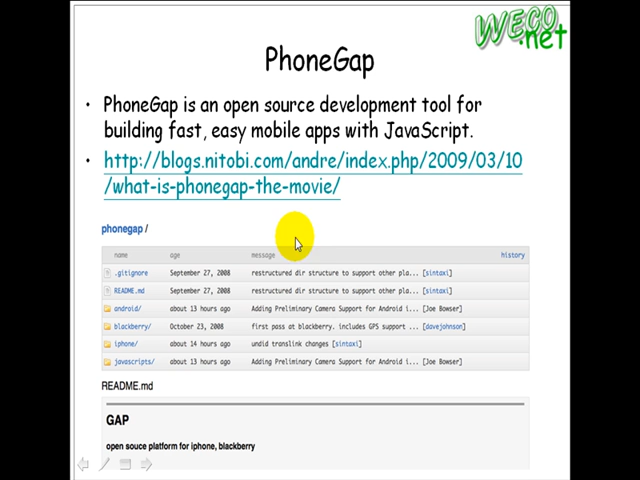 WECO
.net
PhoneGap
• PhoneGap is an open source development tool for
building fast, easy mobile apps with JavaScript.
• http://blogs.nitobi.com/andre/index.php/2009/03/10
/what-is-phonegap-the-movie/
phonegap /
name age message history
.gitignore September 27, 2008 restructured dir structure to support other pla... [sintaxi]
README.md September 27, 2008 restructured dir structure to support other pla... [sintaxi]
android/ about 13 hours ago Adding Preliminary Camera Support for Android i... [Joe Bowser]
blackberry/ October 23, 2008 first pass at blackberry. includes GPS support ... [davejohnson]
iphone/ about 14 hours ago undid translink changes [sintaxi]
javascripts/ about 13 hours ago Adding Preliminary Camera Support for Android i... [Joe Bowser]
README.md
GAP
open souce platform for iphone, blackberry